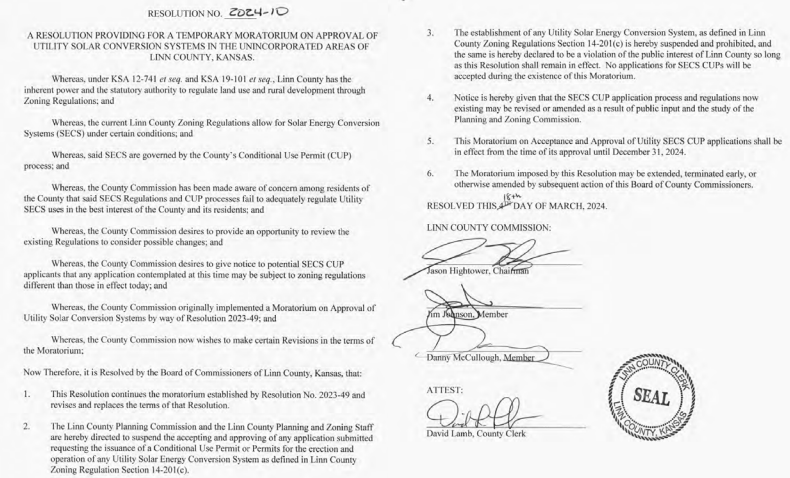 RESOLUTION NO. 2024-10
A RESOLUTION PROVIDING FOR A TEMPORARY MORATORIUM ON APPROVAL OF
UTILITY SOLAR CONVERSION SYSTEMS IN THE UNINCORPORATED AREAS OF
LINN COUNTY, KANSAS.
Whereas, under KSA 12-741 et seq. and KSA 19-101 et seq., Linn County has the
inherent power and the statutory authority to regulate land use and rural development through
Zoning Regulations; and
Whereas, the current Linn County Zoning Regulations allow for Solar Energy Conversion
Systems (SECS) under certain conditions; and
Whereas, said SECS are governed by the County's Conditional Use Permit (CUP)
process; and
Whereas, the County Commission has been made aware of concern among residents of
the County that said SECS Regulations and CUP processes fail to adequately regulate Utility
SECS uses in the best interest of the County and its residents; and
Whereas, the County Commission desires to provide an opportunity to review the
existing Regulations to consider possible changes; and
Whereas, the County Commission desires to give notice to potential SECS CUP
applicants that any application contemplated at this time may be subject to zoning regulations
different than those in effect today; and
Whereas, the County Commission originally implemented a Moratorium on Approval of
Utility Solar Conversion Systems by way of Resolution 2023-49; and
Whereas, the County Commission now wishes to make certain Revisions in the terms of
the Moratorium;
Now Therefore, it is Resolved by the Board of Commissioners of Linn County, Kansas, that:
1. This Resolution continues the moratorium established by Resolution No. 2023-49 and
revises and replaces the terms of that Resolution.
2. The Linn County Planning Commission and the Linn County Planning and Zoning Staff
are hereby directed to suspend the accepting and approving of any application submitted
requesting the issuance of a Conditional Use Permit or Permits for the erection and
operation of any Utility Solar Energy Conversion System as defined in Linn County
Zoning Regulation Section 14-201(c).
3. The establishment of any Utility Solar Energy Conversion System, as defined in Linn
County Zoning Regulations Section 14-201(c) is hereby suspended and prohibited, and
the same is hereby declared to be a violation of the public interest of Linn County so long
as this Resolution shall remain in effect. No applications for SECS CUPs will be
accepted during the existence of this Moratorium.
4. Notice is hereby given that the SECS CUP application process and regulations now
existing may be revised or amended as a result of public input and the study of the
Planning and Zoning Commission.
5. This Moratorium on Acceptance and Approval of Utility SECS CUP applications shall be
in effect from the time of its approval until December 31, 2024.
6. The Moratorium imposed by this Resolution may be extended, terminated early, or
otherwise amended by subsequent action of this Board of County Commissioners.
18th
RESOLVED THIS DAY OF MARCH, 2024.
LINN COUNTY COMMISSION:
Jason Hightower, Chairman
Jim Johnson, Member
Danny McCullough, Member
ATTEST:
David Lamb, County Clerk
LINN COUNTY CLERK
SEAL
LINN COUNTY, KANSAS